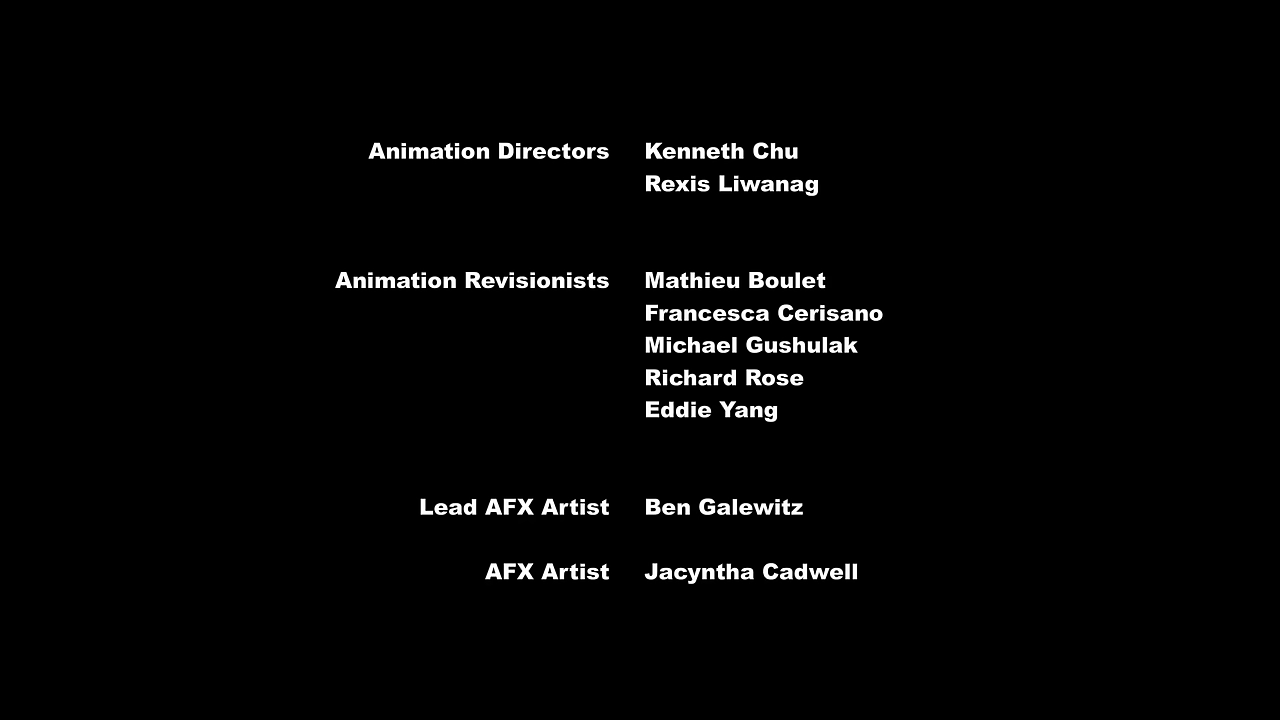 Animation Directors Kenneth Chu
Rexis Liwanag
Animation Revisionists Mathieu Boulet
Francesca Cerisano
Michael Gushulak
Richard Rose
Eddie Yang
Lead AFX Artist Ben Galewitz
AFX Artist Jacyntha Cadwell